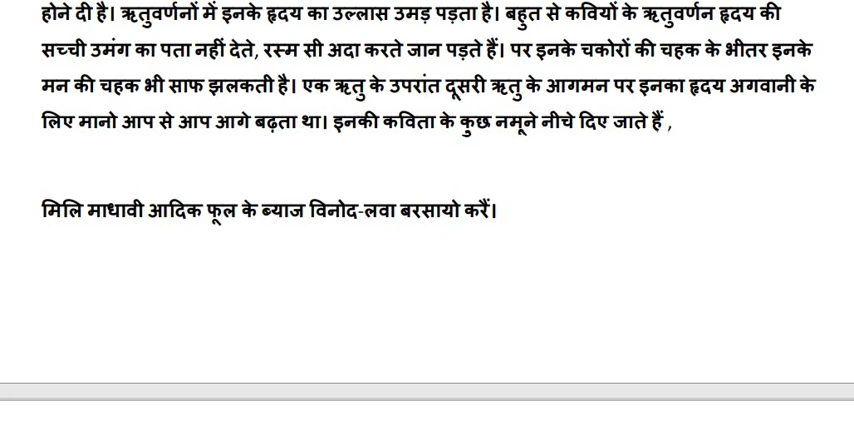 होने दी है। ऋतुवर्णनों में इनके हृदय का उल्लास उमड़ पड़ता है। बहुत से कवियों के ऋतुवर्णन हृदय की
सच्ची उमंग का पता नहीं देते, रस्म सी अदा करते जान पड़ते हैं। पर इनके चकोरों की चहक के भीतर इनके
मन की चहक भी साफ झलकती है। एक ऋतु के उपरांत दूसरी ऋतु के आगमन पर इनका हृदय अगवानी के
लिए मानो आप से आप आगे बढ़ता था। इनकी कविता के कुछ नमूने नीचे दिए जाते हैं ,
मिलि माधावी आदिक फूल के ब्याज विनोद-लवा बरसायो करैं।